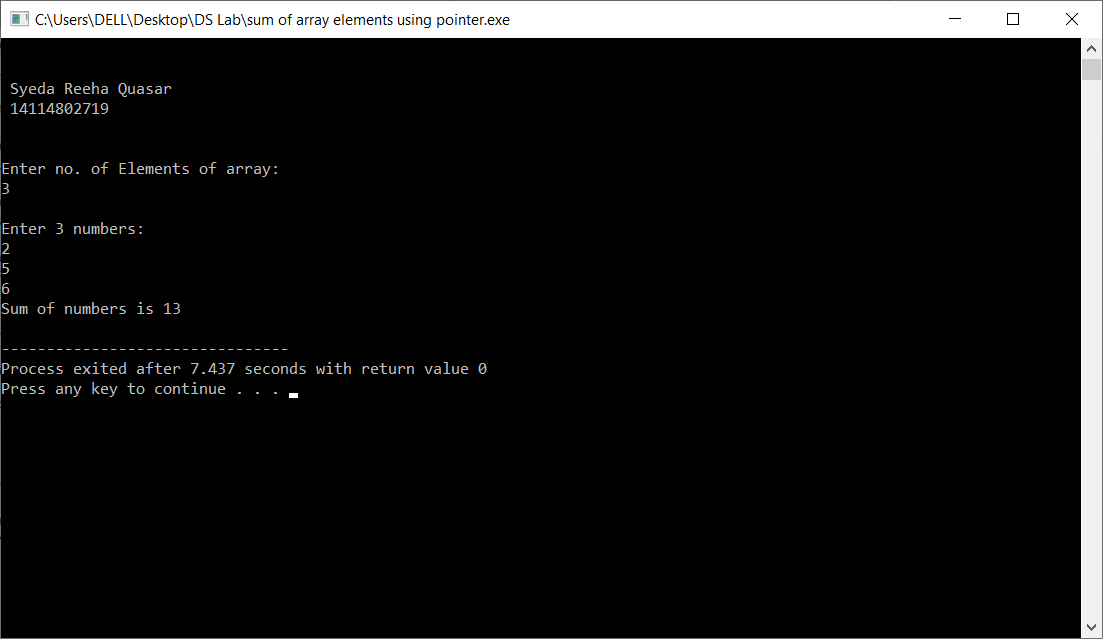 C:\Users\DELL\Desktop\DS Lab\sum of array elements using pointer.exe
Syeda Reeha Quasar
14114802719
Enter no. of Elements of array:
3
Enter 3 numbers:
2
5
6
Sum of numbers is 13
--------------------------------
Process exited after 7.437 seconds with return value 0
Press any key to continue . . .